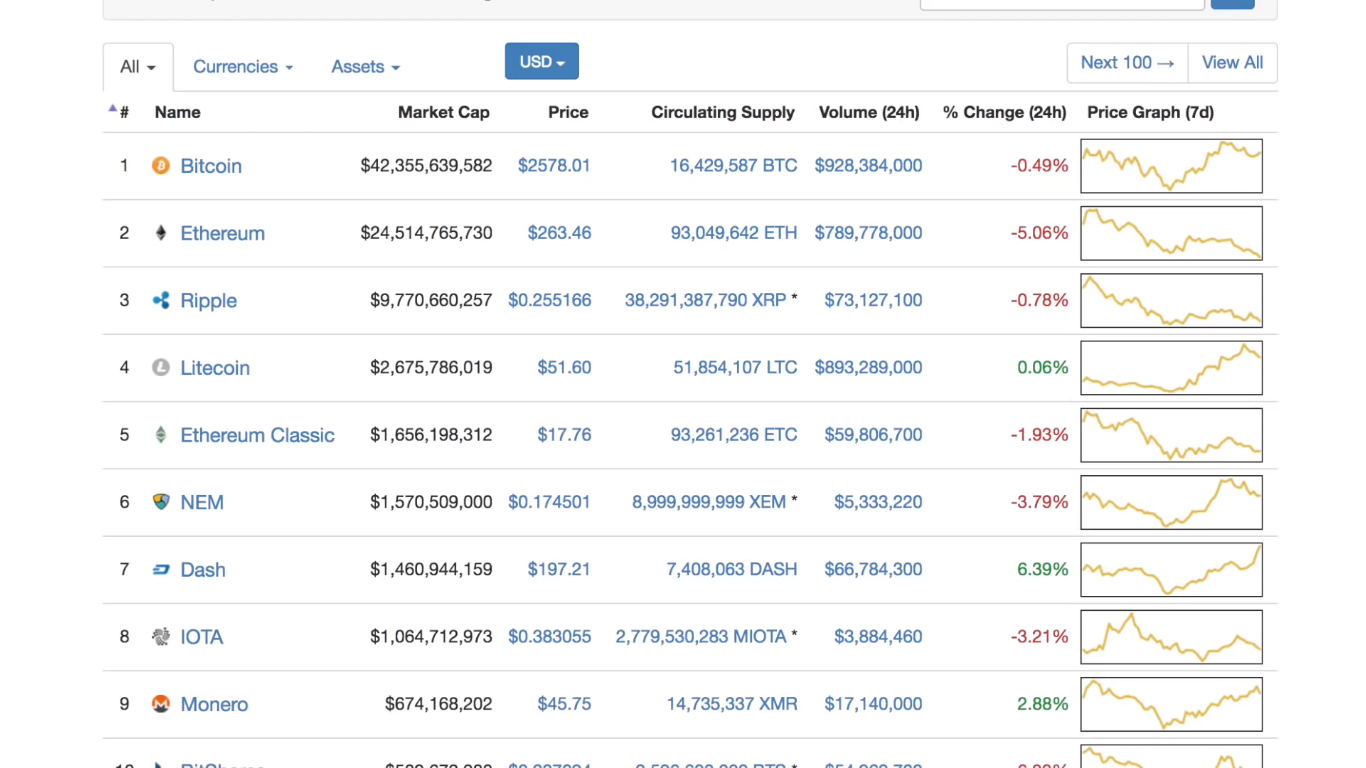 All Currencies Assets USD Next 100 → View All
# Name Market Cap Price Circulating Supply Volume (24h) % Change (24h) Price Graph (7d)
1 Bitcoin $42,355,639,582 $2578.01 16,429,587 BTC $928,384,000 -0.49%
2 Ethereum $24,514,765,730 $263.46 93,049,642 ETH $789,778,000 -5.06%
3 Ripple $9,770,660,257 $0.255166 38,291,387,790 XRP * $73,127,100 -0.78%
4 Litecoin $2,675,786,019 $51.60 51,854,107 LTC $893,289,000 0.06%
5 Ethereum Classic $1,656,198,312 $17.76 93,261,236 ETC $59,806,700 -1.93%
6 NEM $1,570,509,000 $0.174501 8,999,999,999 XEM * $5,333,220 -3.79%
7 Dash $1,460,944,159 $197.21 7,408,063 DASH $66,784,300 6.39%
8 IOTA $1,064,712,973 $0.383055 2,779,530,283 MIOTA * $3,884,460 -3.21%
9 Monero $674,168,202 $45.75 14,735,337 XMR $17,140,000 2.88%